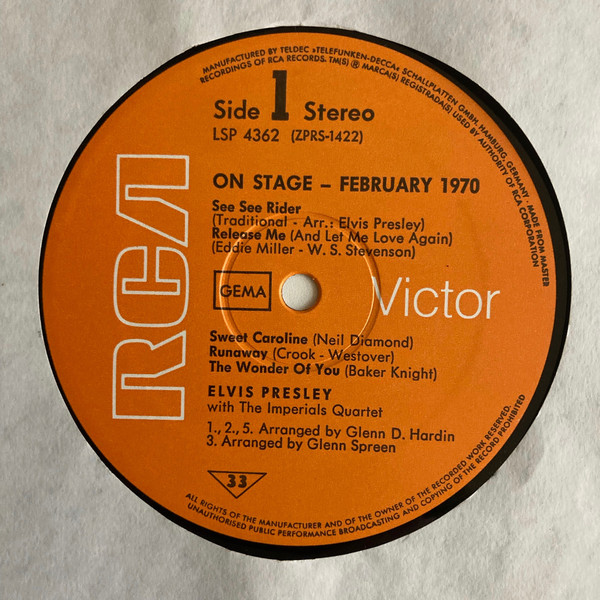 MANUFACTURED BY TELDEC »TELEFUNKEN-DECCA« SCHALLPLATTEN GMBH, HAMBURG, GERMANY · MADE FROM MASTER
RECORDINGS OF RCA RECORDS. TM(S) ® MARCA(S) REGISTRADA(S) USED BY AUTHORITY OF RCA CORPORATION
Side 1 Stereo
LSP 4362 (ZPRS-1422)
ON STAGE – FEBRUARY 1970
See See Rider
(Traditional - Arr.: Elvis Presley)
Release Me (And Let Me Love Again)
(Eddie Miller - W. S. Stevenson)
RCA
GEMA
Victor
Sweet Caroline (Neil Diamond)
Runaway (Crook - Westover)
The Wonder Of You (Baker Knight)
ELVIS PRESLEY
with The Imperials Quartet
1., 2., 5. Arranged by Glenn D. Hardin
3. Arranged by Glenn Spreen
33
ALL RIGHTS OF THE MANUFACTURER AND OF THE OWNER OF THE RECORDED WORK RESERVED.
UNAUTHORISED PUBLIC PERFORMANCE BROADCASTING AND COPYING OF THE RECORD PROHIBITED